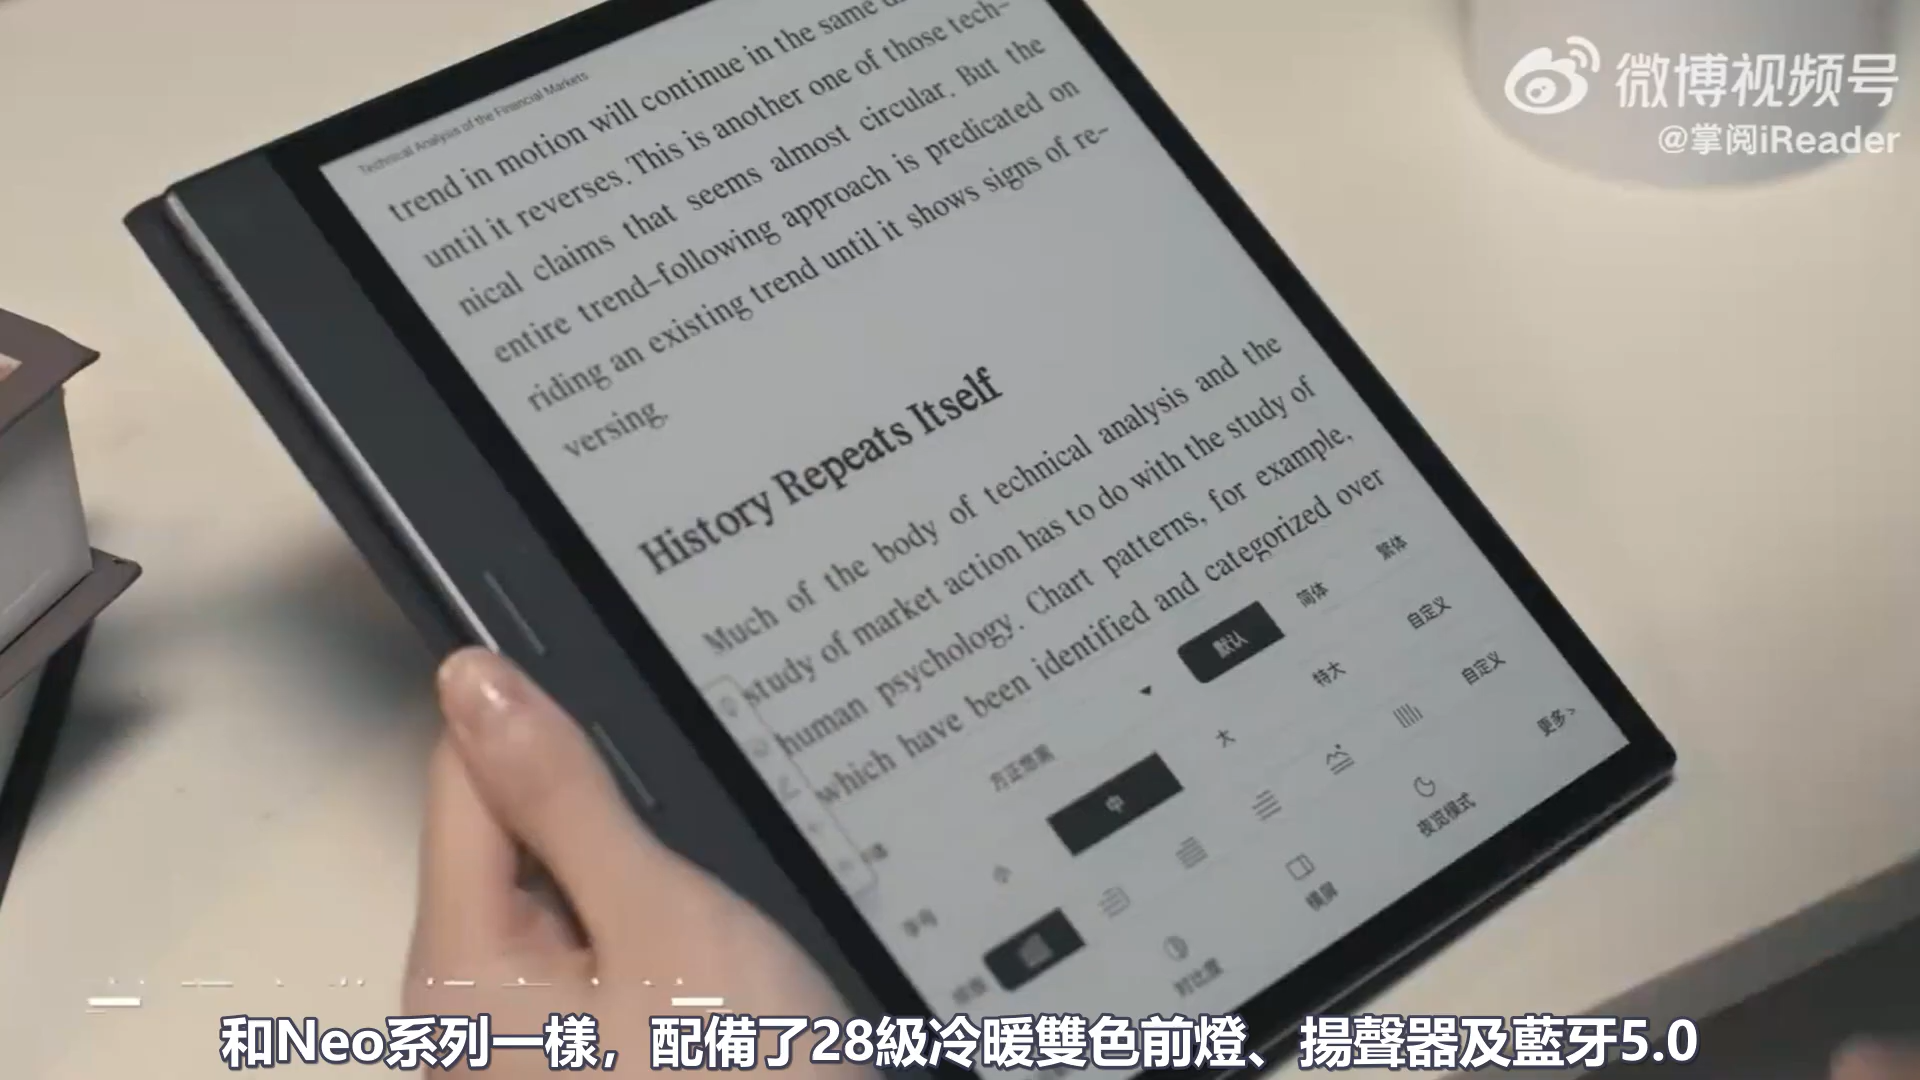 微博视频号
@掌阅iReader
Technical Analysis of the Financial Markets
trend in motion will continue in the same
until it reverses. This is another one of those tech-
nical claims that seems almost circular. But the
entire trend-following approach is predicated on
riding an existing trend until it shows signs of re-
versing.
History Repeats Itself
Much of the body of technical analysis and the
study of market action has to do with the study of
human psychology. Chart patterns, for example,
which have been identified and categorized over
默认 简体 繁体
小 中 大 特大 自定义
自定义
对比度 横屏 夜览模式 更多>
和Neo系列一樣，配備了28級冷暖雙色前燈、揚聲器及藍牙5.0